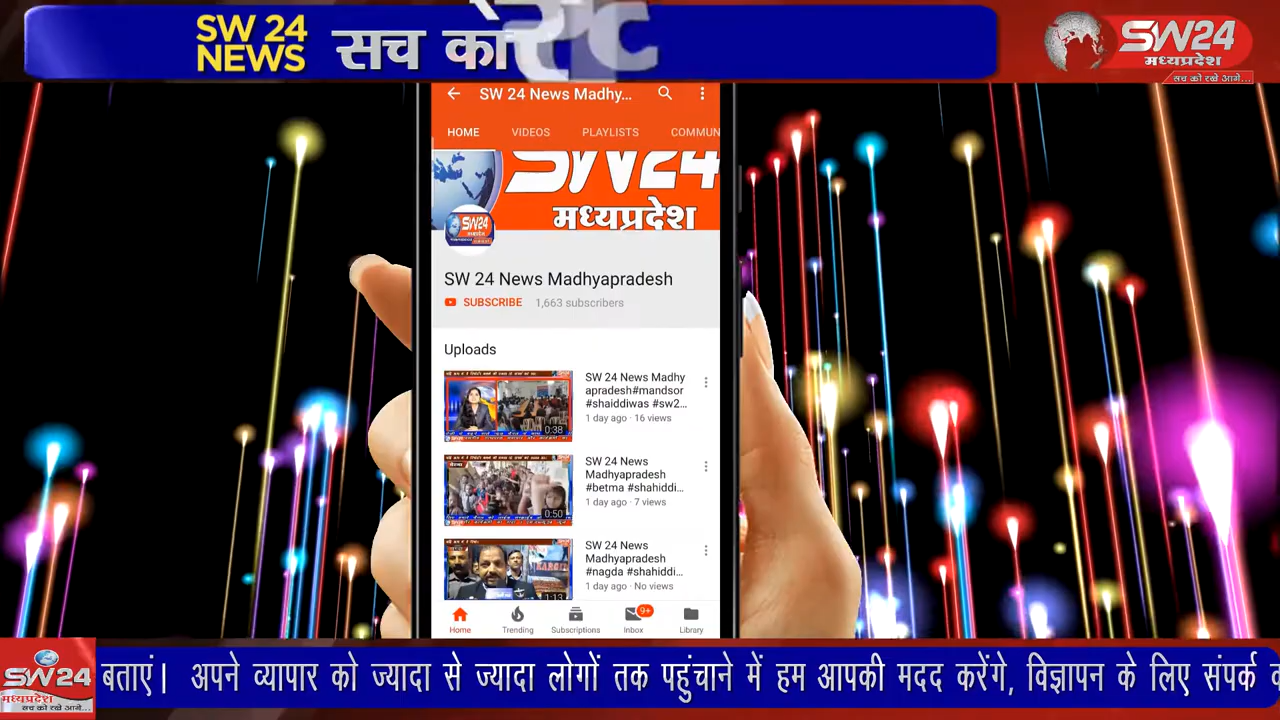 SW 24
NEWS
सच को
SW24
मध्यप्रदेश
सच को रखे आगे...
SW 24 News Madhy...
HOME VIDEOS PLAYLISTS COMMUN
SW24
मध्यप्रदेश
SW24
SW 24 News Madhyapradesh
SUBSCRIBE 1,663 subscribers
Uploads
SW 24 News Madhy
apradesh#mandsor
#shaiddiwas #sw2...
1 day ago · 16 views
0:38
SW 24 News
Madhyapradesh
#betma #shahiddi...
1 day ago · 7 views
0:50
SW 24 News
Madhyapradesh
#nagda #shahiddi...
1 day ago · No views
1:13
KARGIL
9+
Home Trending Subscriptions Inbox Library
SW24
मध्यप्रदेश
सच को रखे आगे...
बताएं| अपने व्यापार को ज्यादा से ज्यादा लोगों तक पहुंचाने में हम आपकी मदद करेंगे, विज्ञापन के लिए संपर्क